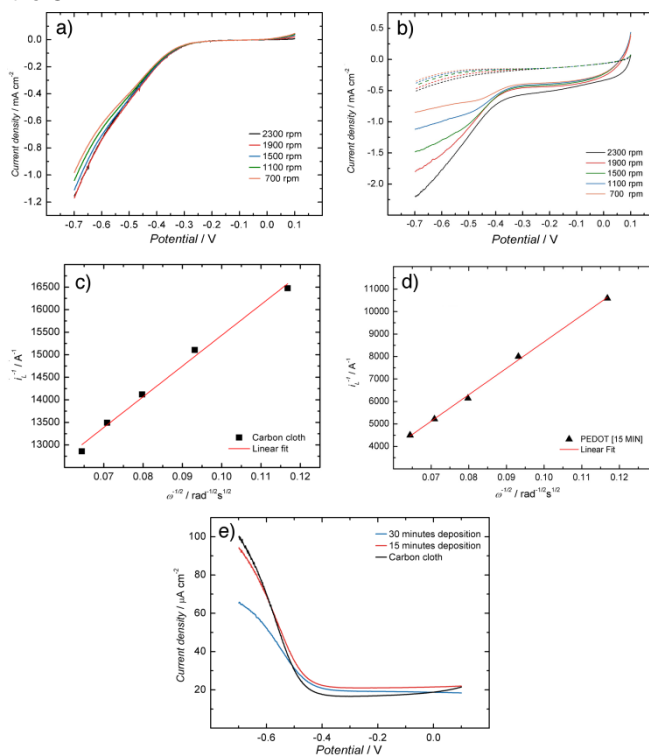 a)
Current density / mA cm⁻²
0.0
-0.2
-0.4
-0.6
-0.8
-1.0
-1.2
2300 rpm
1900 rpm
1500 rpm
1100 rpm
700 rpm
-0.7 -0.6 -0.5 -0.4 -0.3 -0.2 -0.1 0.0 0.1
Potential / V
b)
Current density / mA cm⁻²
0.5
0.0
-0.5
-1.0
-1.5
-2.0
2300 rpm
1900 rpm
1500 rpm
1100 rpm
700 rpm
-0.7 -0.6 -0.5 -0.4 -0.3 -0.2 -0.1 0.0 0.1
Potential / V
c)
i_L⁻¹ / A⁻¹
16500
16000
15500
15000
14500
14000
13500
13000
Carbon cloth
Linear fit
0.07 0.08 0.09 0.10 0.11 0.12
ω⁻¹/² / rad⁻¹/²s¹/²
d)
i_L⁻¹ / A⁻¹
11000
10000
9000
8000
7000
6000
5000
4000
PEDOT [15 MIN]
Linear Fit
0.07 0.08 0.09 0.10 0.11 0.12
ω⁻¹/² / rad⁻¹/²s¹/²
e)
Current density / µA cm⁻²
100
80
60
40
20
30 minutes deposition
15 minutes deposition
Carbon cloth
-0.6 -0.4 -0.2 0.0
Potential / V